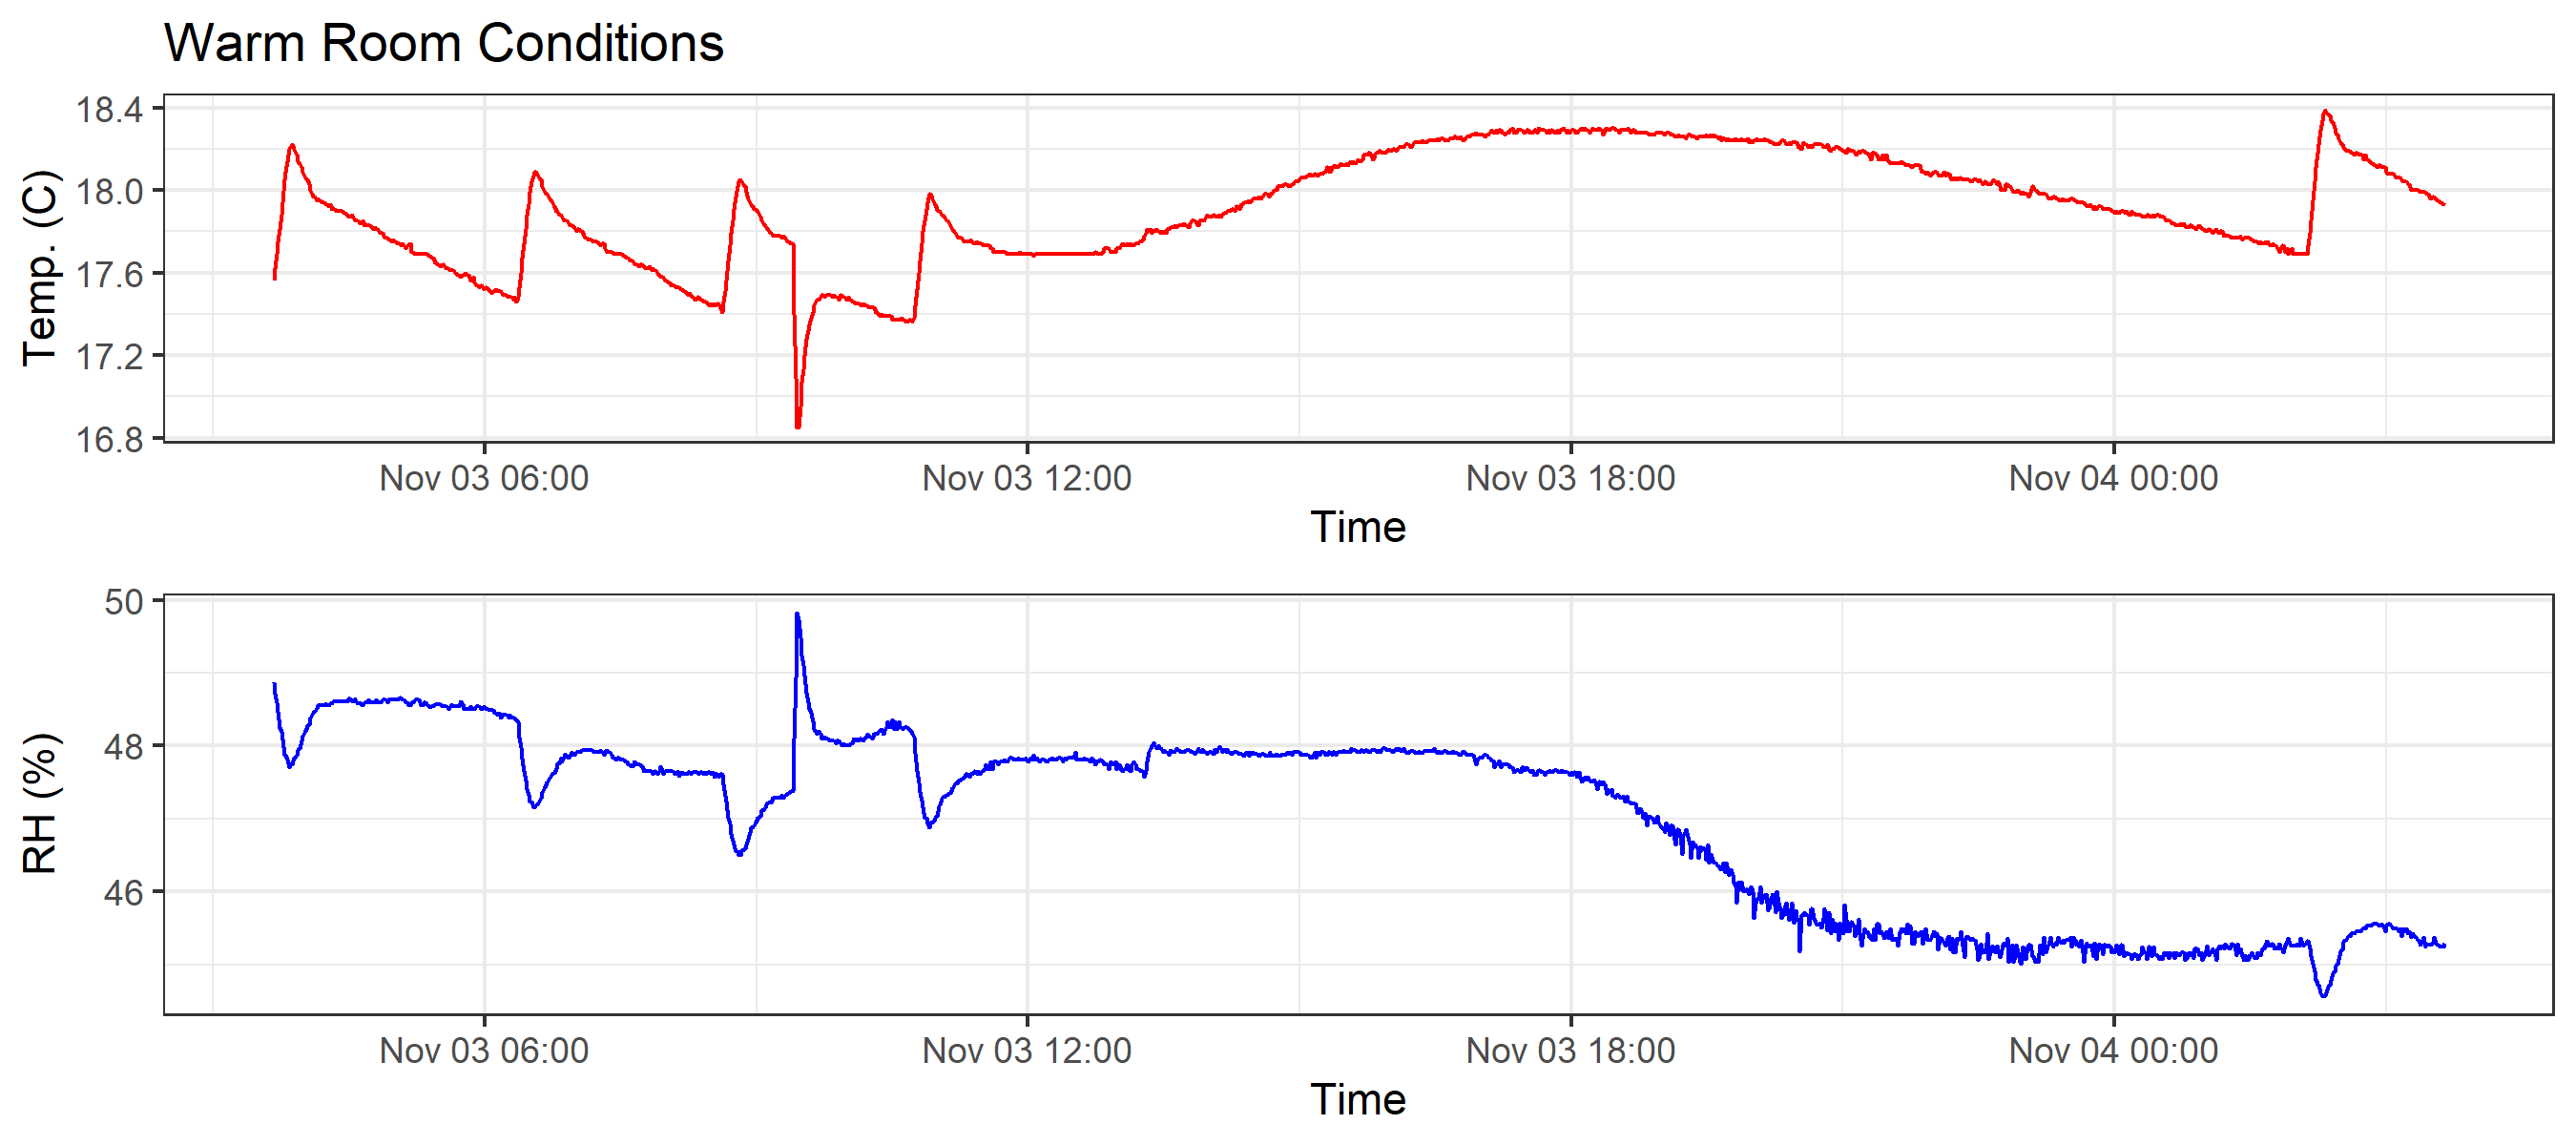 Warm Room Conditions
Temp. (C)
18.4
18.0
17.6
17.2
16.8
Nov 03 06:00 Nov 03 12:00 Nov 03 18:00 Nov 04 00:00
Time
RH (%)
50
48
46
Nov 03 06:00 Nov 03 12:00 Nov 03 18:00 Nov 04 00:00
Time